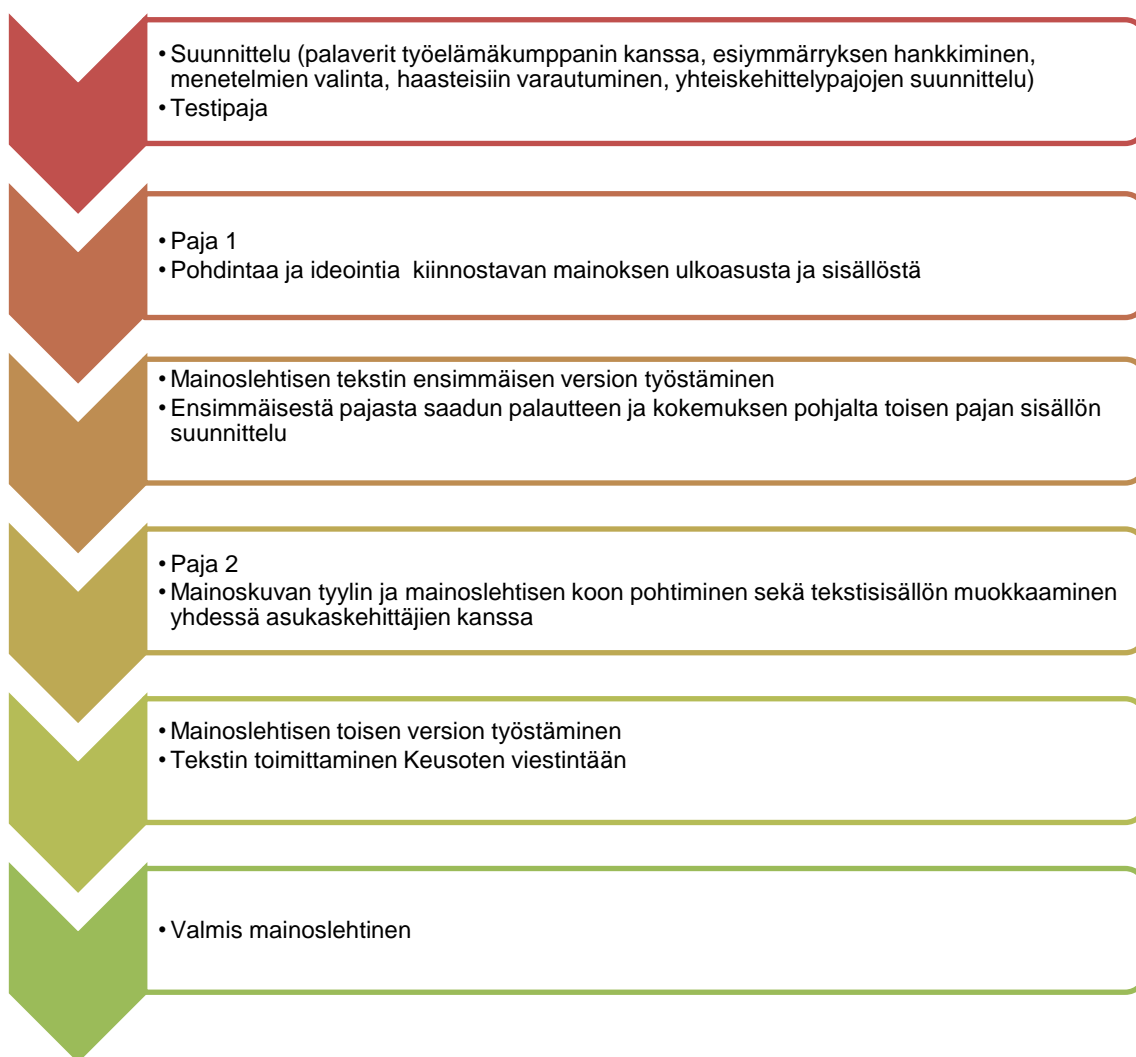 • Suunnittelu (palaverit työelämäkumppanin kanssa, esiymmärryksen hankkiminen,
menetelmien valinta, haasteisiin varautuminen, yhteiskehittelypajojen suunnittelu)
• Testipaja
• Paja 1
• Pohdintaa ja ideointia kiinnostavan mainoksen ulkoasusta ja sisällöstä
• Mainoslehtisen tekstin ensimmäisen version työstäminen
• Ensimmäisestä pajasta saadun palautteen ja kokemuksen pohjalta toisen pajan sisällön
suunnittelu
• Paja 2
• Mainoskuvan tyylin ja mainoslehtisen koon pohtiminen sekä tekstisisällön muokkaaminen
yhdessä asukaskehittäjien kanssa
• Mainoslehtisen toisen version työstäminen
• Tekstin toimittaminen Keusoten viestintään
• Valmis mainoslehtinen